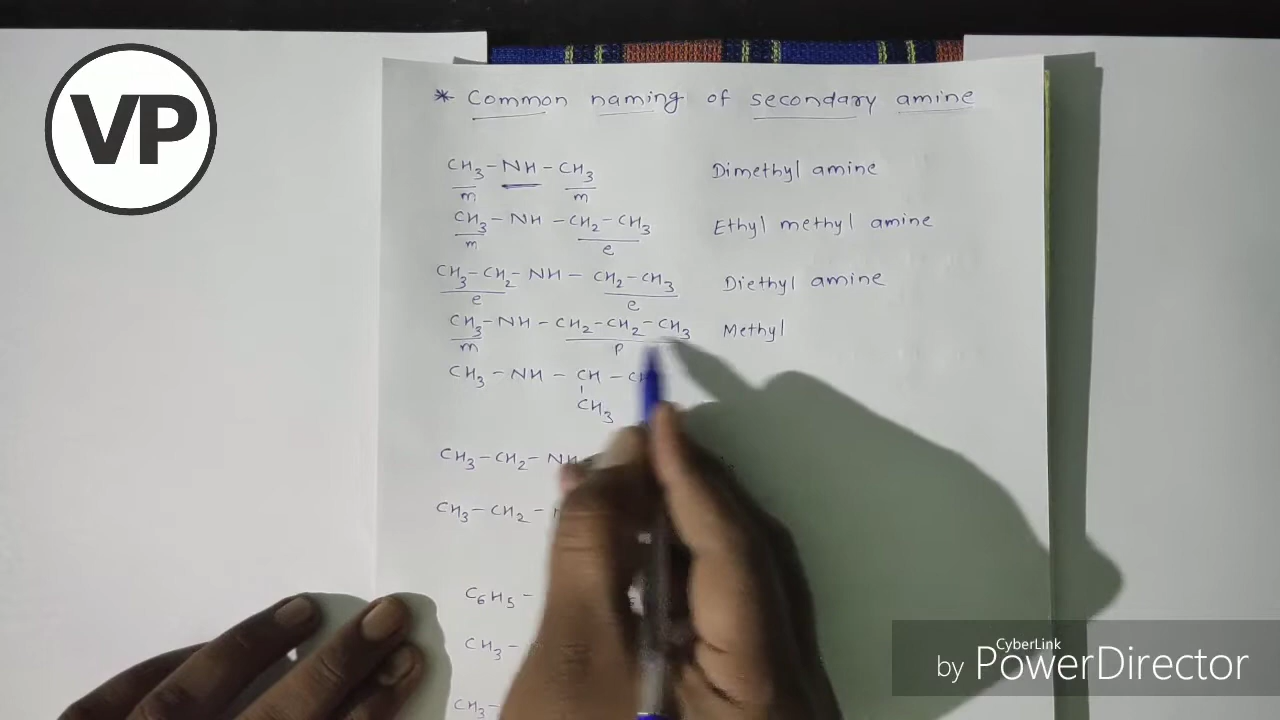 VP
* Common naming of secondary amine
CH3-NH-CH3 Dimethyl amine
m m
CH3-NH-CH2-CH3 Ethyl methyl amine
m e
CH3-CH2-NH-CH2-CH3 Diethyl amine
e e
CH3-NH-CH2-CH2-CH3 Methyl
m p
CH3-NH-CH-
CH3
CH3-CH2-NH
CH3-CH2-
C6H5-
CH3-
CH3-
CyberLink
by PowerDirector